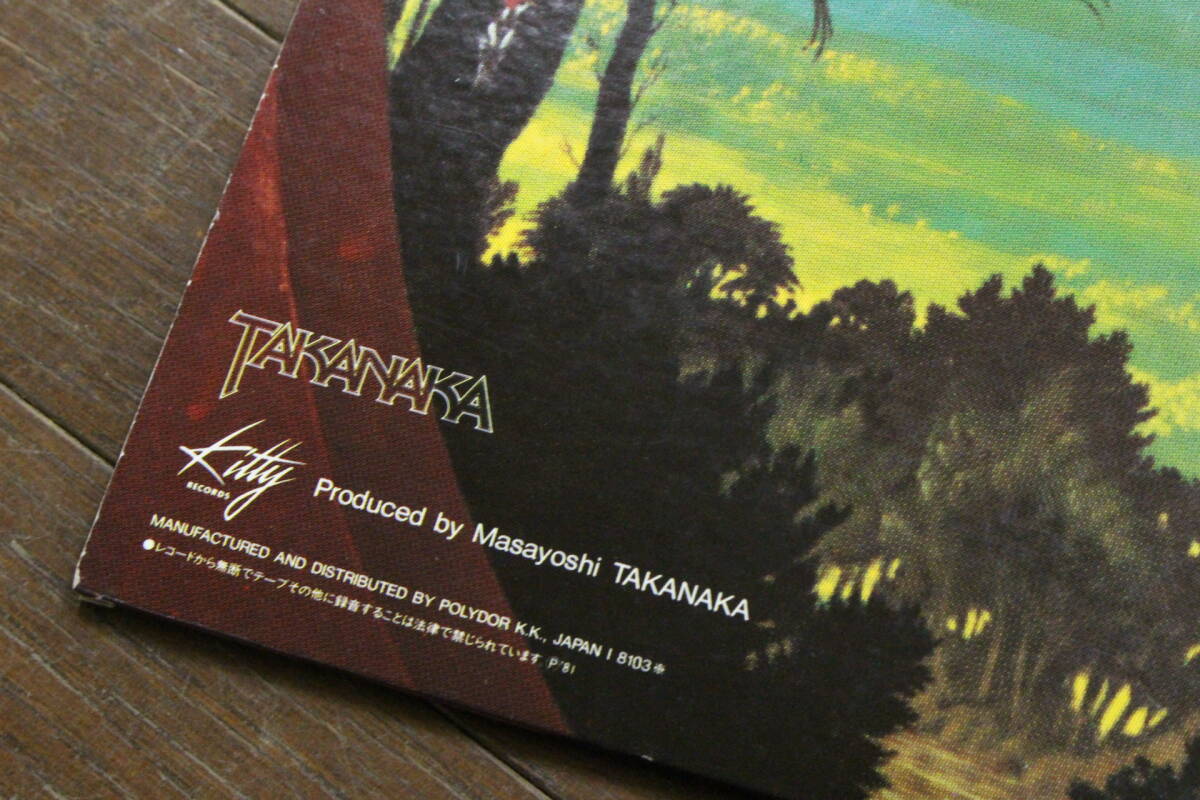 TAKANAKA
Kitty
RECORDS
Produced by Masayoshi TAKANAKA
MANUFACTURED AND DISTRIBUTED BY POLYDOR K.K., JAPAN I 8103※
●レコードから無断でテープその他に録音することは法律で禁じられています。(P)'81